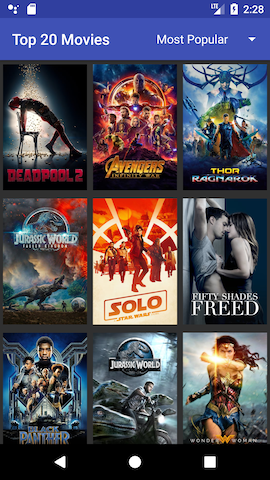 LTE 2:28
Top 20 Movies Most Popular
DEADPOOL 2
AVENGERS
INFINITY WAR
THOR
RAGNAROK
JURASSIC WORLD
FALLEN KINGDOM
SOLO
A STAR WARS
FIFTY SHADES
FREED
BLACK
PANTHER
JURASSIC WORLD
WONDER WOMAN